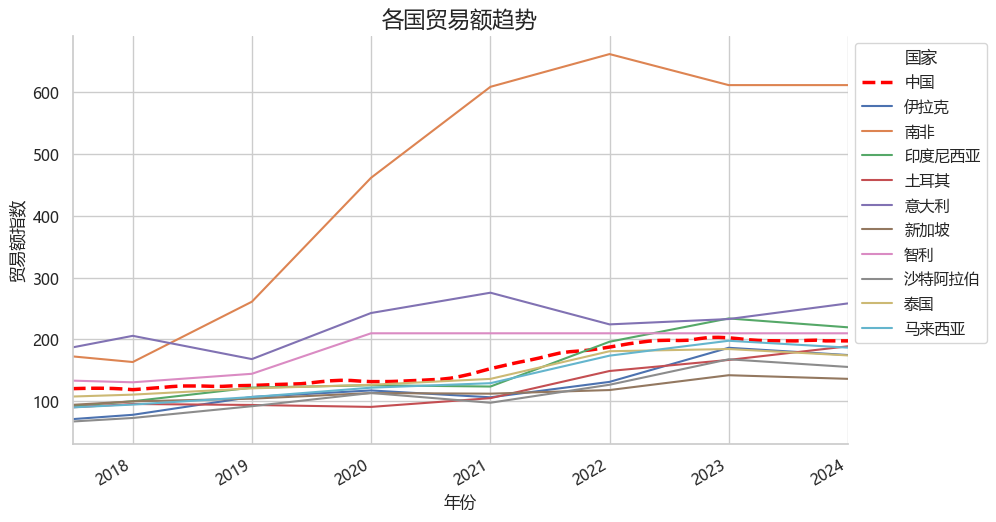 各国贸易额趋势
国家
中国
伊拉克
南非
印度尼西亚
土耳其
意大利
新加坡
智利
沙特阿拉伯
泰国
马来西亚
贸易额指数
600
500
400
300
200
100
2018
2019
2020
2021
2022
2023
2024
年份